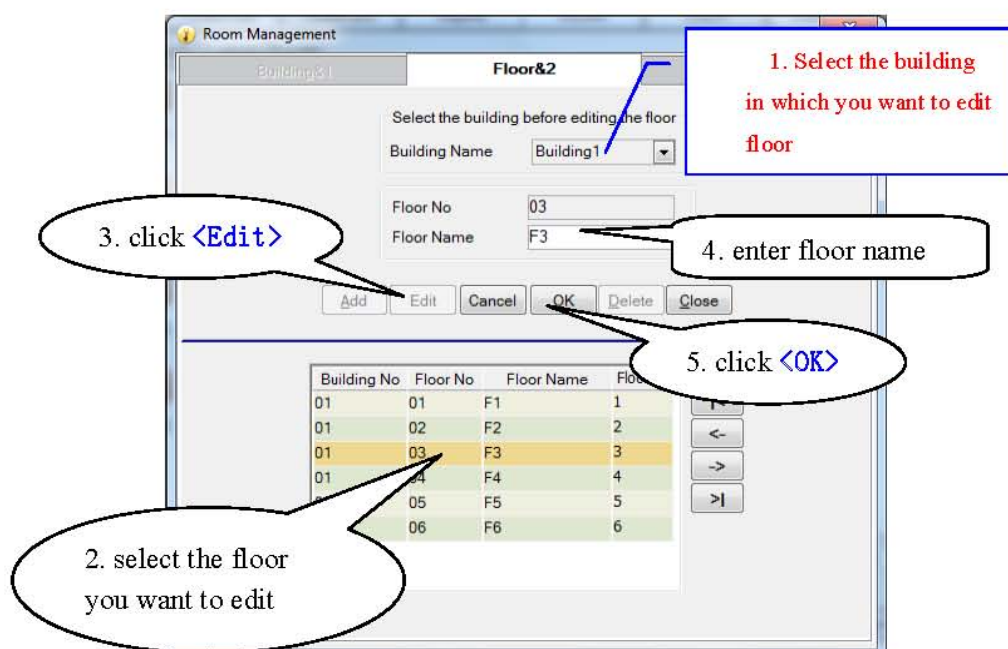 Room Management
Building&1
Floor&2
1. Select the building
in which you want to edit
floor
Select the building before editing the floor
Building Name Building1
Floor No 03
Floor Name F3
3. click <Edit>
4. enter floor name
Add Edit Cancel OK Delete Close
5. click <OK>
Building No Floor No Floor Name
01 01 F1 1
01 02 F2 2
01 03 F3 3
01 04 F4 4
05 F5 5
06 F6 6
<-
->
>|
2. select the floor
you want to edit